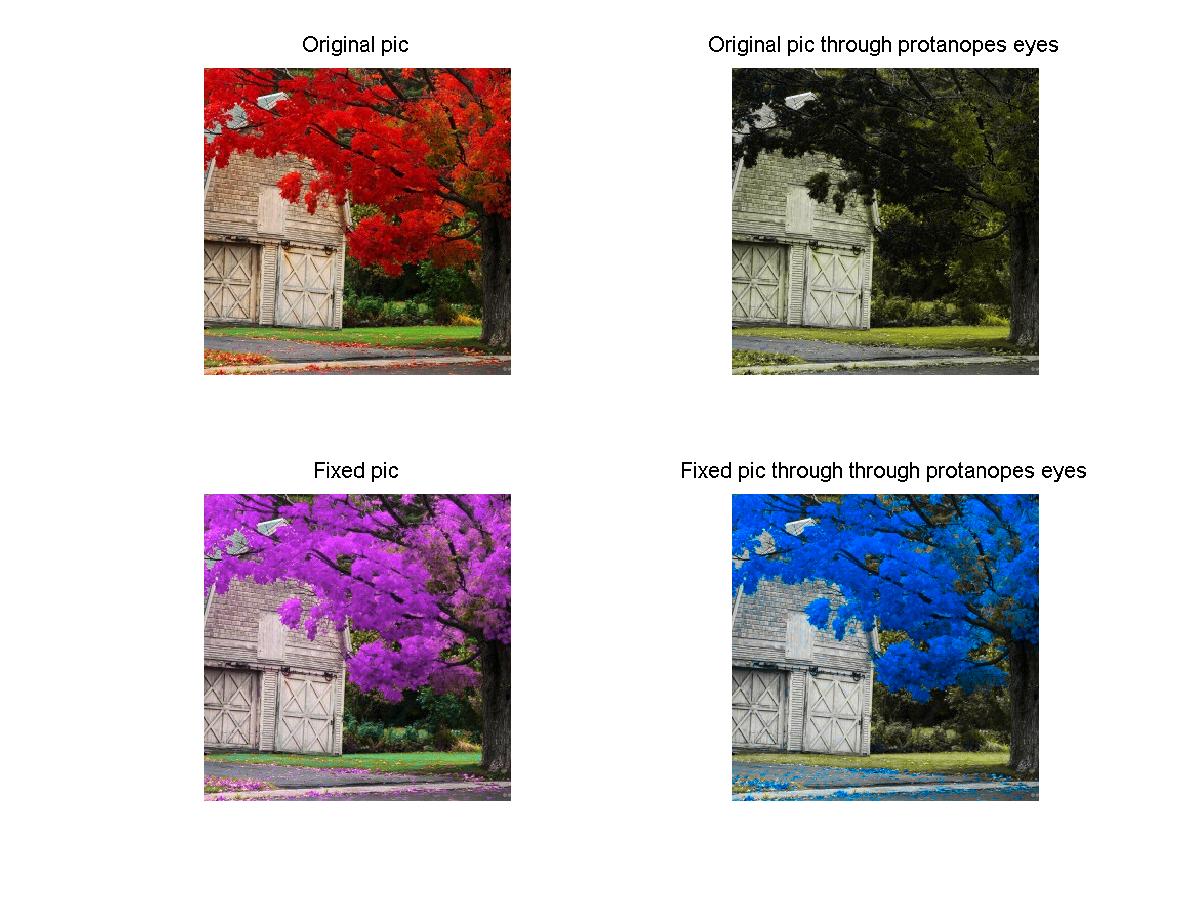 Original pic
Original pic through protanopes eyes
Fixed pic
Fixed pic through through protanopes eyes